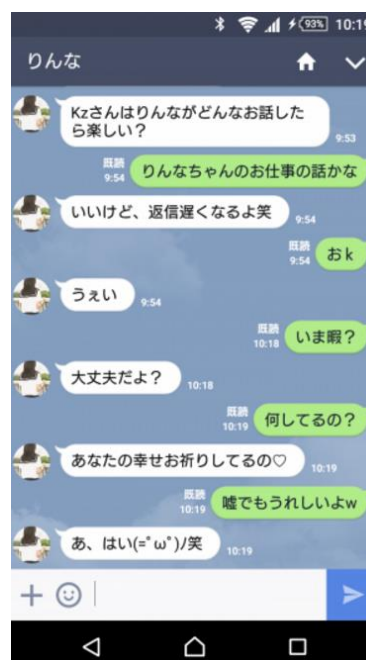 93% 10:19
りんな
Kzさんはりんながどんなお話した
ら楽しい？
9:53
既読
9:54
りんなちゃんのお仕事の話かな
いいけど、返信遅くなるよ笑
9:54
既読
9:54
おk
うぇい
9:54
既読
10:18
いま暇？
大丈夫だよ？
10:18
既読
10:19
何してるの？
あなたの幸せお祈りしてるの♡
10:19
既読
10:19
嘘でもうれしいよw
あ、はい(=ﾟωﾟ)ﾉ笑
10:19